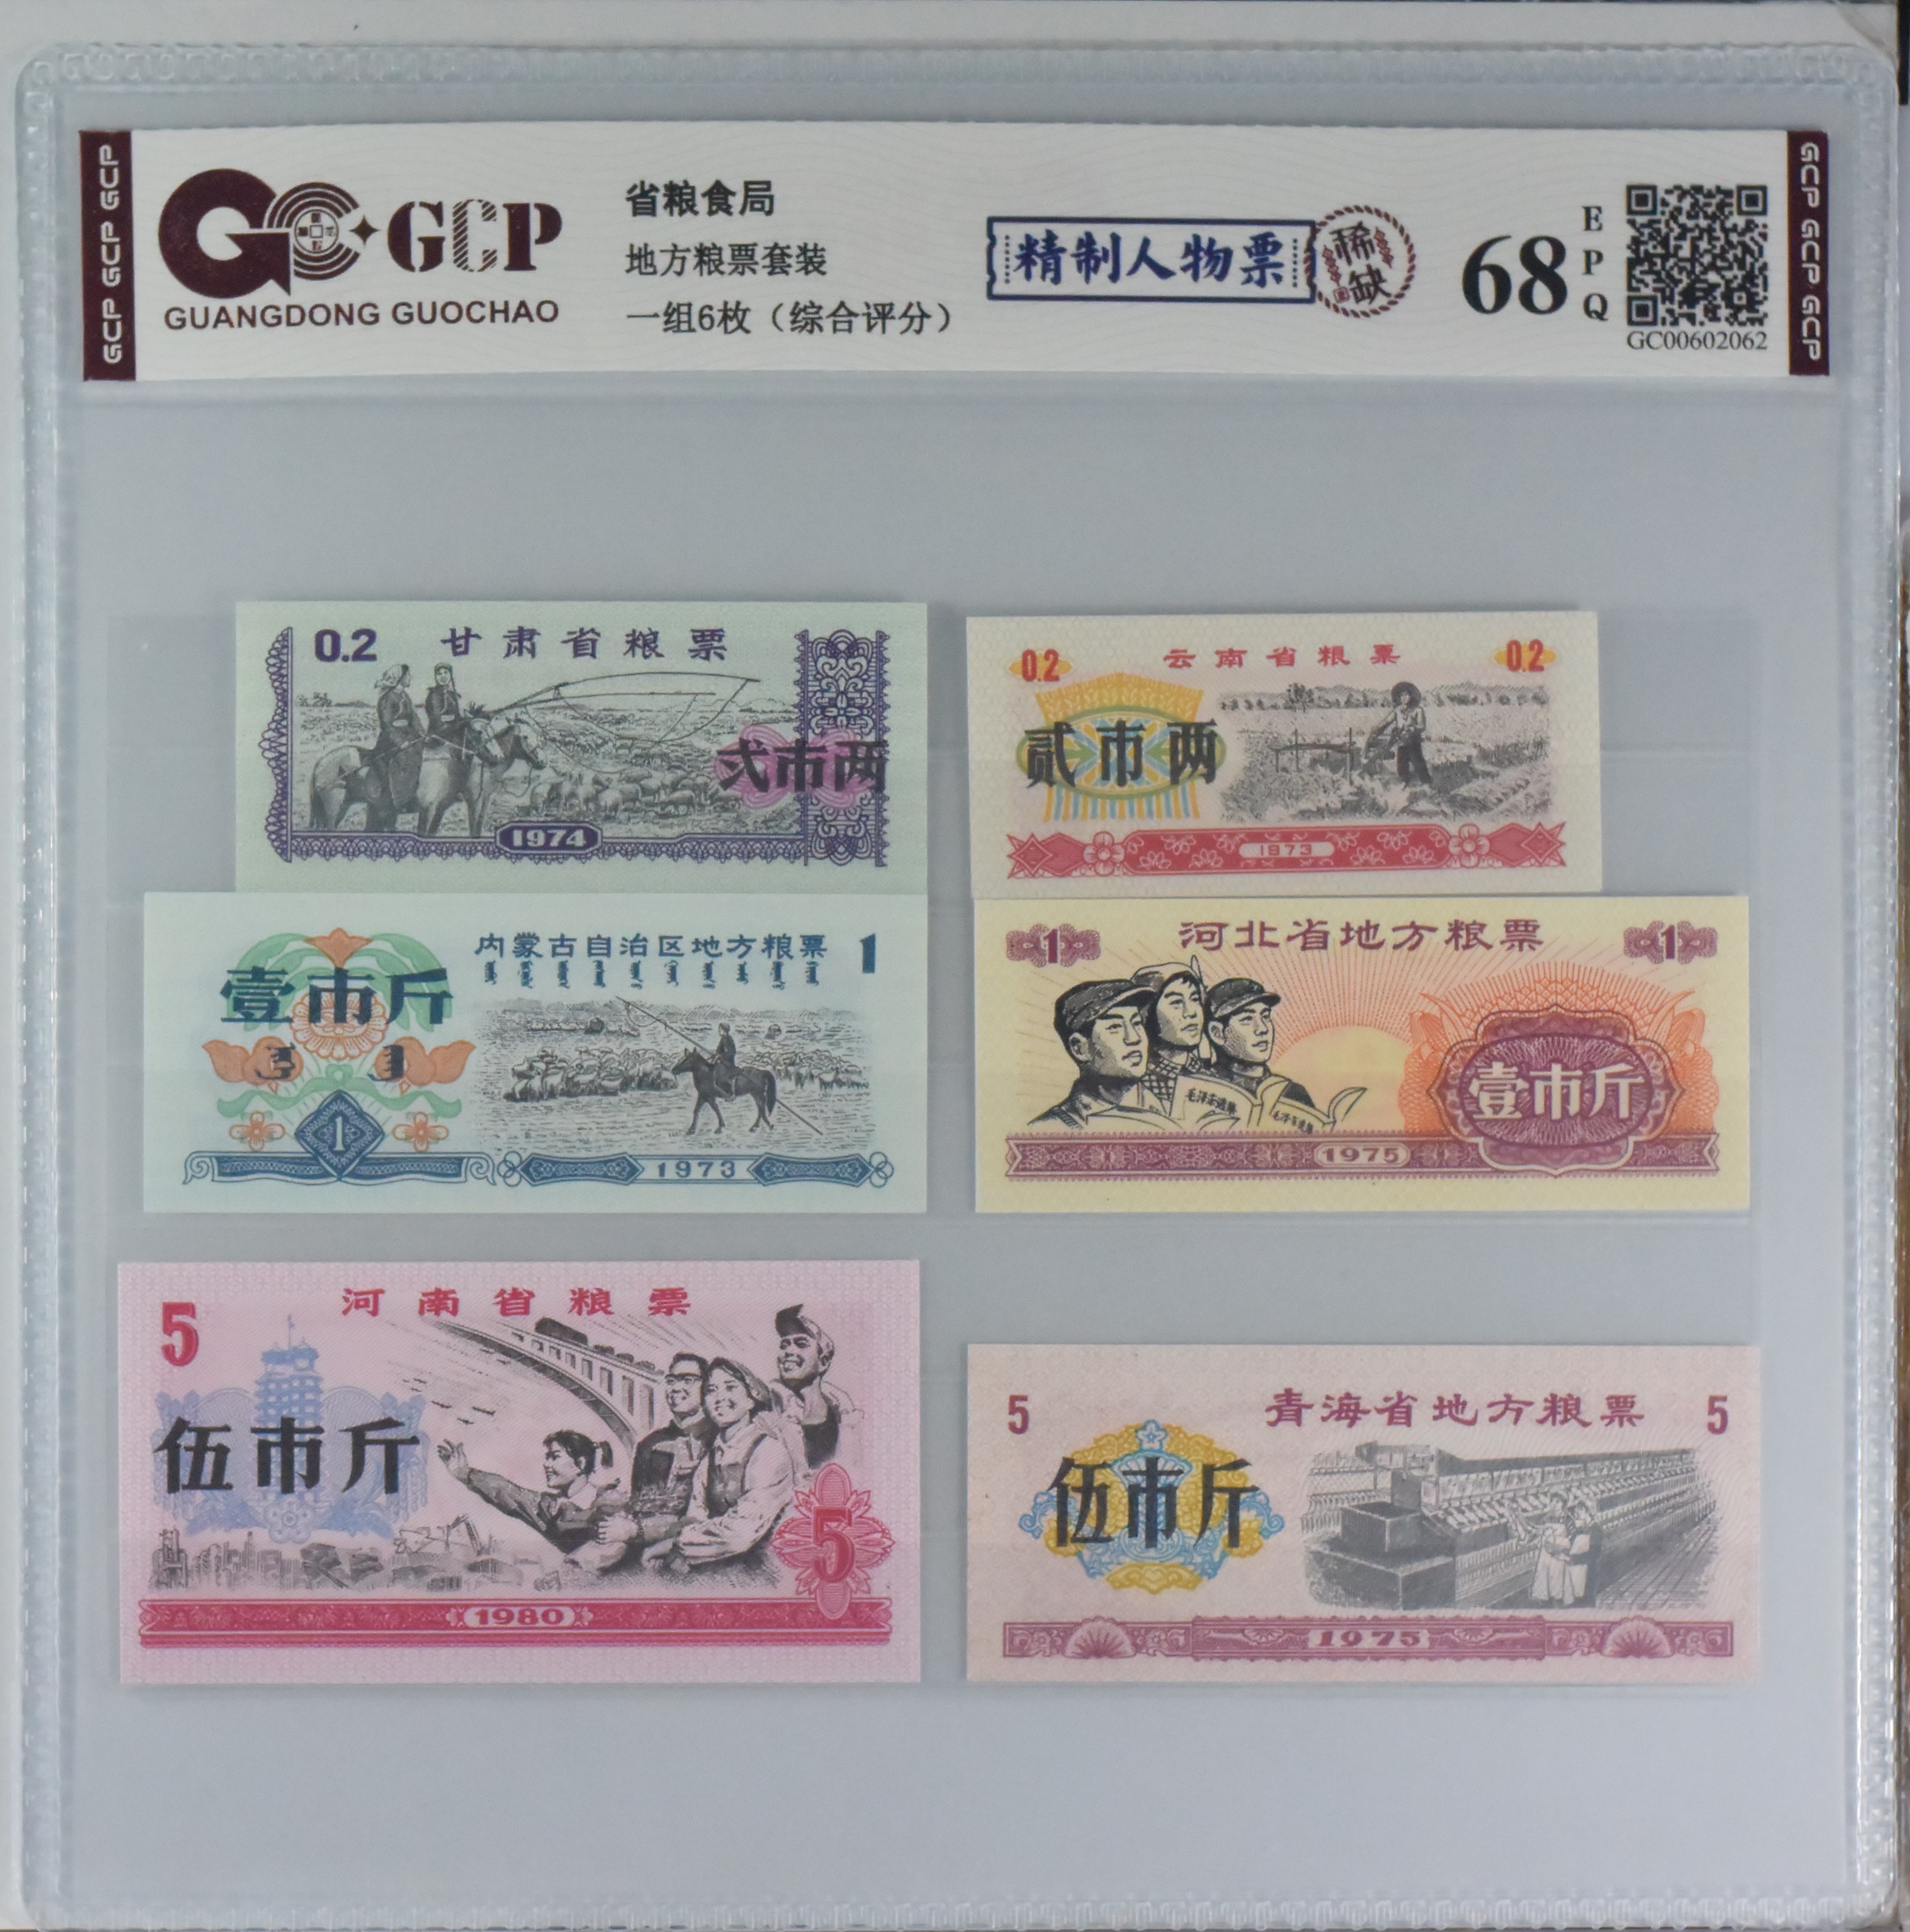 GCP GCP GCP
GCP
GUANGDONG GUOCHAO
省粮食局
地方粮票套装
一组6枚（综合评分）
精制人物票
稀缺
68
EPQ
GC00602062
GCP GCP GCP
0.2 甘肃省粮票
弍市两
1974
0.2 云南省粮票 0.2
贰市两
1973
内蒙古自治区地方粮票 1
壹市斤
1
1973
1 河北省地方粮票 1
毛泽东选集
毛泽东选集
壹市斤
1975
5 河南省粮票
伍市斤
5
1980
5 青海省地方粮票 5
伍市斤
1975